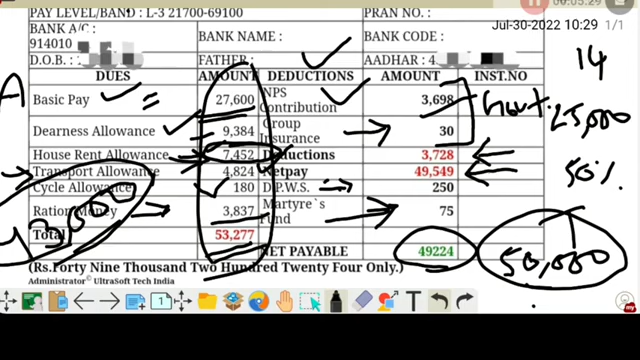 00:05:29
PAY LEVEL/BAND: L-3 21700-69100 PRAN NO. :
Jul-30-2022 10:29 1/1
BANK A/C: BANK NAME : BANK CODE :
914010
D.O.B. : FATHER : AADHAR : 4
14
DUES AMOUNT DEDUCTIONS AMOUNT INST.NO
A
Basic Pay 27,600 NPS Contribution 3,698
Govt. 25,000
Dearness Allowance 9,384 Group Insurance 30
House Rent Allowance 7,452 Deductions 3,728
Transport Allowance 4,824 Netpay 49,549
50%
Cycle Allowance 180 D.P.W.S. 250
Ration Money 3,837 Martyre`s Fund 75
3,000
Total 53,277
NET PAYABLE 49224
50,000
(Rs.Forty Nine Thousand Two Hundred Twenty Four Only.)
Administrator© UltraSoft Tech India